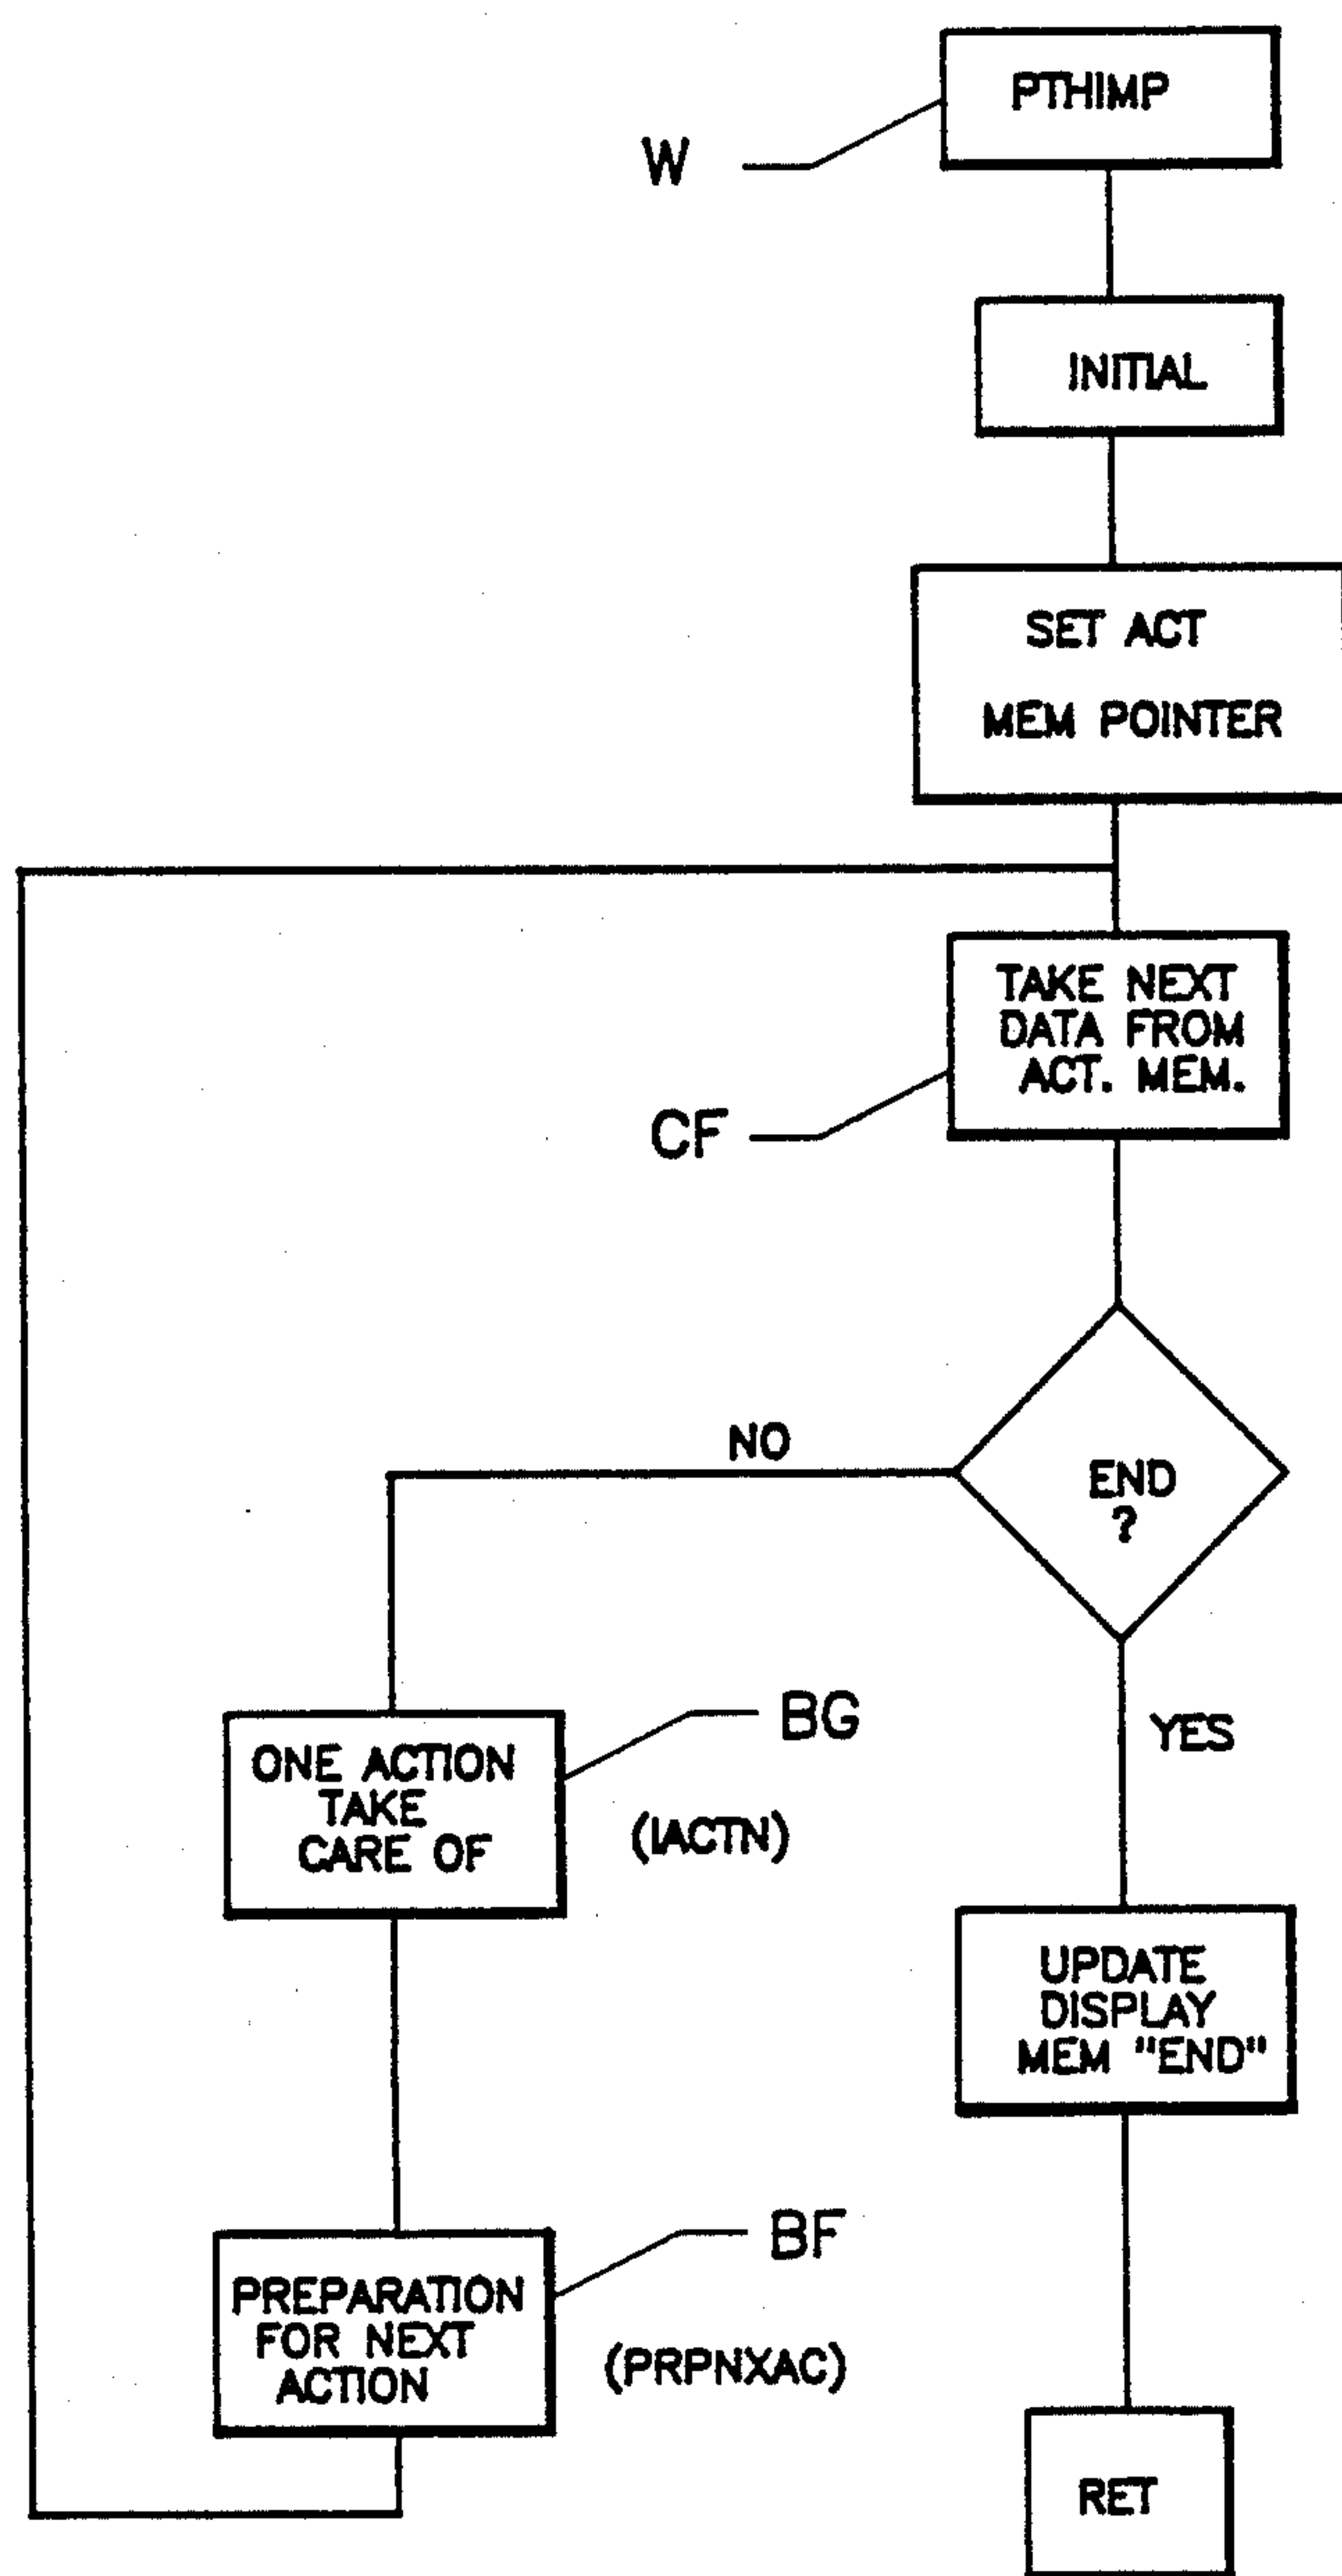 PTHIMP
W
INITIAL
SET ACT
MEM POINTER
TAKE NEXT
DATA FROM
ACT. MEM.
CF
NO
END
?
YES
BG
ONE ACTION
TAKE
CARE OF
(IACTN)
UPDATE
DISPLAY
MEM "END"
BF
PREPARATION
FOR NEXT
ACTION
(PRPNXAC)
RET